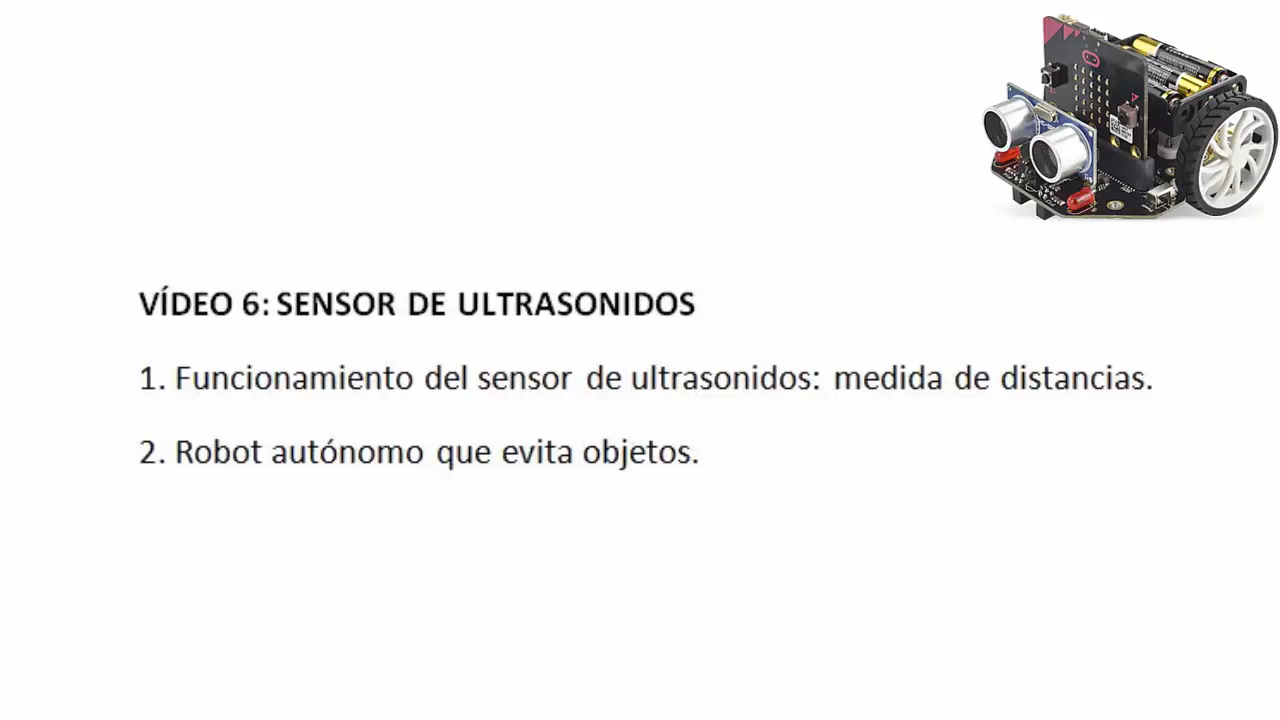 VÍDEO 6: SENSOR DE ULTRASONIDOS
1. Funcionamiento del sensor de ultrasonidos: medida de distancias.
2. Robot autónomo que evita objetos.